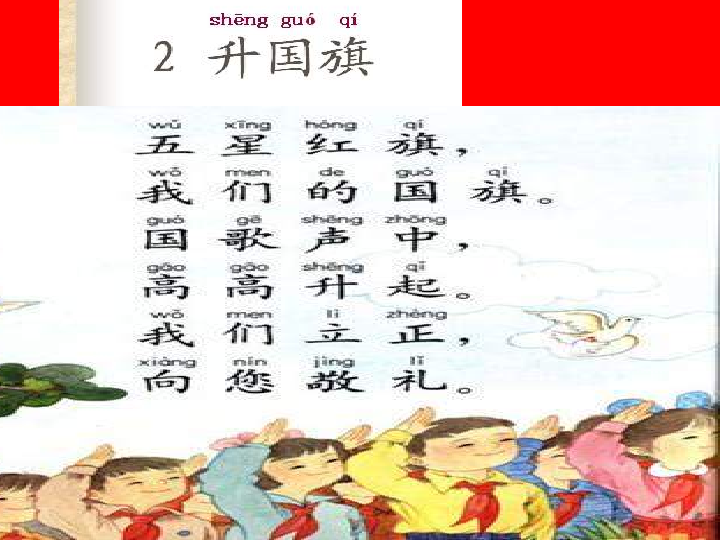 shēng guó qí
2 升国旗
wǔ xīng hóng qí
五星红旗，
wǒ men de guó qí
我们的国旗。
guó gē shēng zhōng
国歌声中，
gāo gāo shēng qǐ
高高升起。
wǒ men lì zhèng
我们立正，
xiàng nín jìng lǐ
向您敬礼。